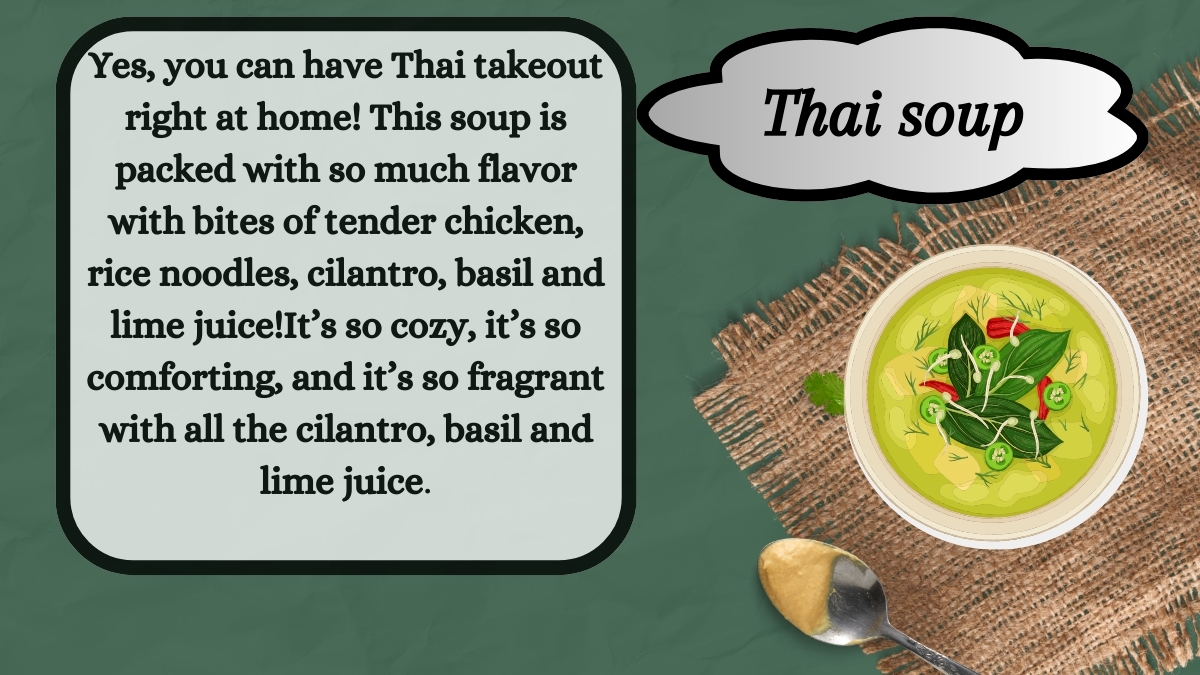 Yes, you can have Thai takeout
right at home! This soup is
packed with so much flavor
with bites of tender chicken,
rice noodles, cilantro, basil and
lime juice!It’s so cozy, it’s so
comforting, and it’s so fragrant
with all the cilantro, basil and
lime juice.
Thai soup